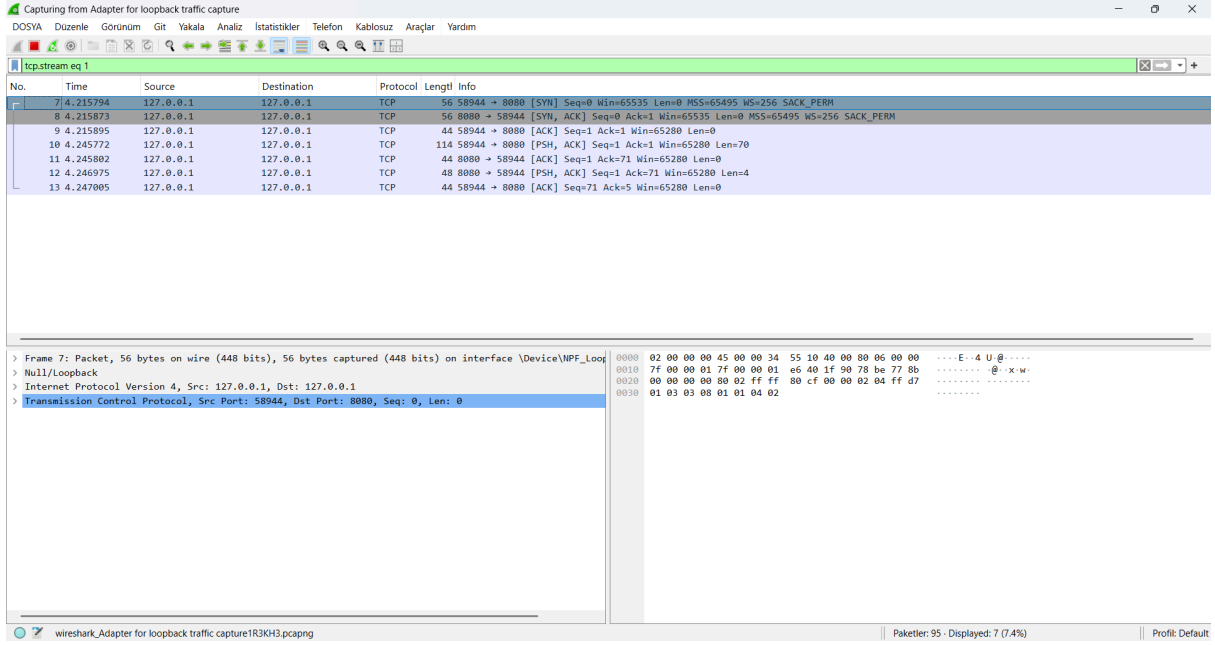 Capturing from Adapter for loopback traffic capture
DOSYA Düzenle Görünüm Git Yakala Analiz İstatistikler Telefon Kablosuz Araçlar Yardım
tcp.stream eq 1
No. Time Source Destination Protocol Lengtl Info
7 4.215794 127.0.0.1 127.0.0.1 TCP 56 58944 → 8080 [SYN] Seq=0 Win=65535 Len=0 MSS=65495 WS=256 SACK_PERM
8 4.215873 127.0.0.1 127.0.0.1 TCP 56 8080 → 58944 [SYN, ACK] Seq=0 Ack=1 Win=65535 Len=0 MSS=65495 WS=256 SACK_PERM
9 4.215895 127.0.0.1 127.0.0.1 TCP 44 58944 → 8080 [ACK] Seq=1 Ack=1 Win=65280 Len=0
10 4.245772 127.0.0.1 127.0.0.1 TCP 114 58944 → 8080 [PSH, ACK] Seq=1 Ack=1 Win=65280 Len=70
11 4.245802 127.0.0.1 127.0.0.1 TCP 44 8080 → 58944 [ACK] Seq=1 Ack=71 Win=65280 Len=0
12 4.246975 127.0.0.1 127.0.0.1 TCP 48 8080 → 58944 [PSH, ACK] Seq=1 Ack=71 Win=65280 Len=4
13 4.247005 127.0.0.1 127.0.0.1 TCP 44 58944 → 8080 [ACK] Seq=71 Ack=5 Win=65280 Len=0
> Frame 7: Packet, 56 bytes on wire (448 bits), 56 bytes captured (448 bits) on interface \Device\NPF_Loop
> Null/Loopback
> Internet Protocol Version 4, Src: 127.0.0.1, Dst: 127.0.0.1
> Transmission Control Protocol, Src Port: 58944, Dst Port: 8080, Seq: 0, Len: 0
0000 02 00 00 00 45 00 00 34 55 10 40 00 80 06 00 00 ····E··4 U·@·····
0010 7f 00 00 01 7f 00 00 01 e6 40 1f 90 78 be 77 8b ········ ·@··x·w·
0020 00 00 00 00 80 02 ff ff 80 cf 00 00 02 04 ff d7 ········ ········
0030 01 03 03 08 01 01 04 02 ········
wireshark_Adapter for loopback traffic capture1R3KH3.pcapng Paketler: 95 · Displayed: 7 (7.4%) Profil: Default